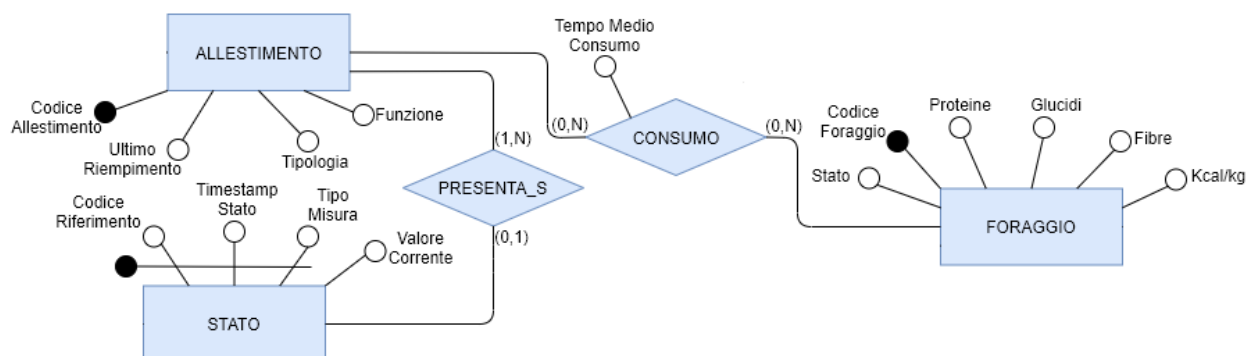 ALLESTIMENTO
Codice
Allestimento
Ultimo
Riempimento
Tipologia
Funzione
(1,N)
PRESENTA_S
(0,1)
Codice
Riferimento
Timestamp
Stato
Tipo
Misura
Valore
Corrente
STATO
Tempo Medio
Consumo
(0,N)
CONSUMO
(0,N)
Stato
Codice
Foraggio
Proteine
Glucidi
Fibre
Kcal/kg
FORAGGIO